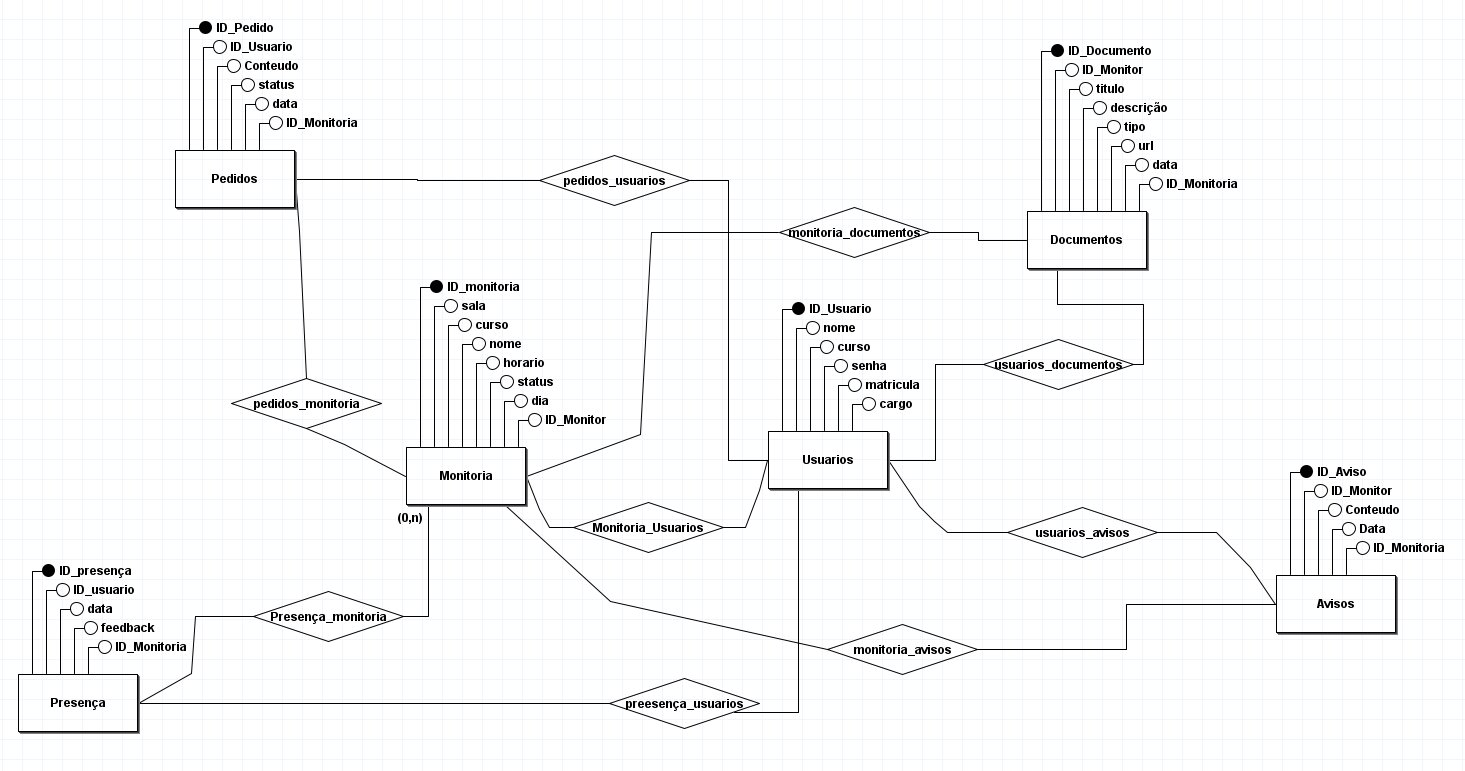 ID_Pedido
ID_Usuario
Conteudo
status
data
ID_Monitoria
Pedidos
pedidos_usuarios
ID_Documento
ID_Monitor
titulo
descrição
tipo
url
data
ID_Monitoria
Documentos
monitoria_documentos
ID_monitoria
sala
curso
nome
horario
status
dia
ID_Monitor
Monitoria
(0,n)
pedidos_monitoria
ID_Usuario
nome
curso
senha
matricula
cargo
Usuarios
usuarios_documentos
Monitoria_Usuarios
usuarios_avisos
ID_Aviso
ID_Monitor
Conteudo
Data
ID_Monitoria
Avisos
ID_presença
ID_usuario
data
feedback
ID_Monitoria
Presença
Presença_monitoria
monitoria_avisos
preesença_usuarios